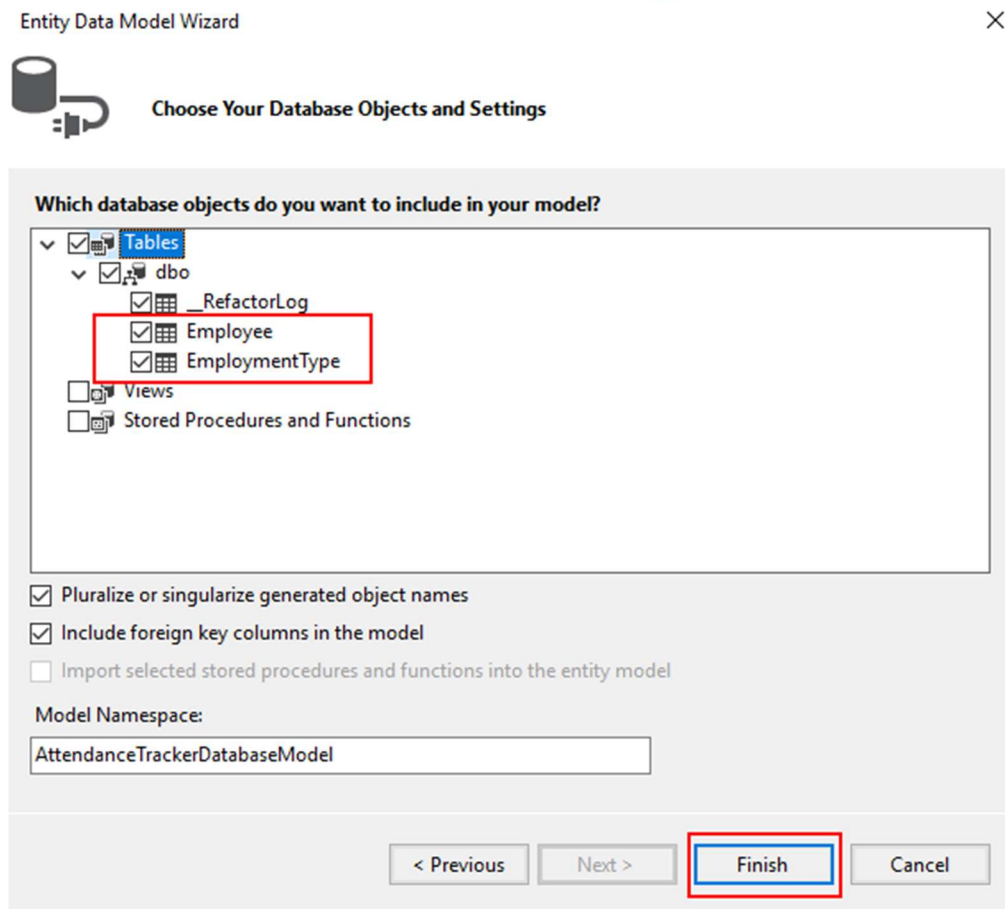 Entity Data Model Wizard
Choose Your Database Objects and Settings
Which database objects do you want to include in your model?
Tables
dbo
__RefactorLog
Employee
EmploymentType
Views
Stored Procedures and Functions
Pluralize or singularize generated object names
Include foreign key columns in the model
Import selected stored procedures and functions into the entity model
Model Namespace:
AttendanceTrackerDatabaseModel
< Previous Next > Finish Cancel